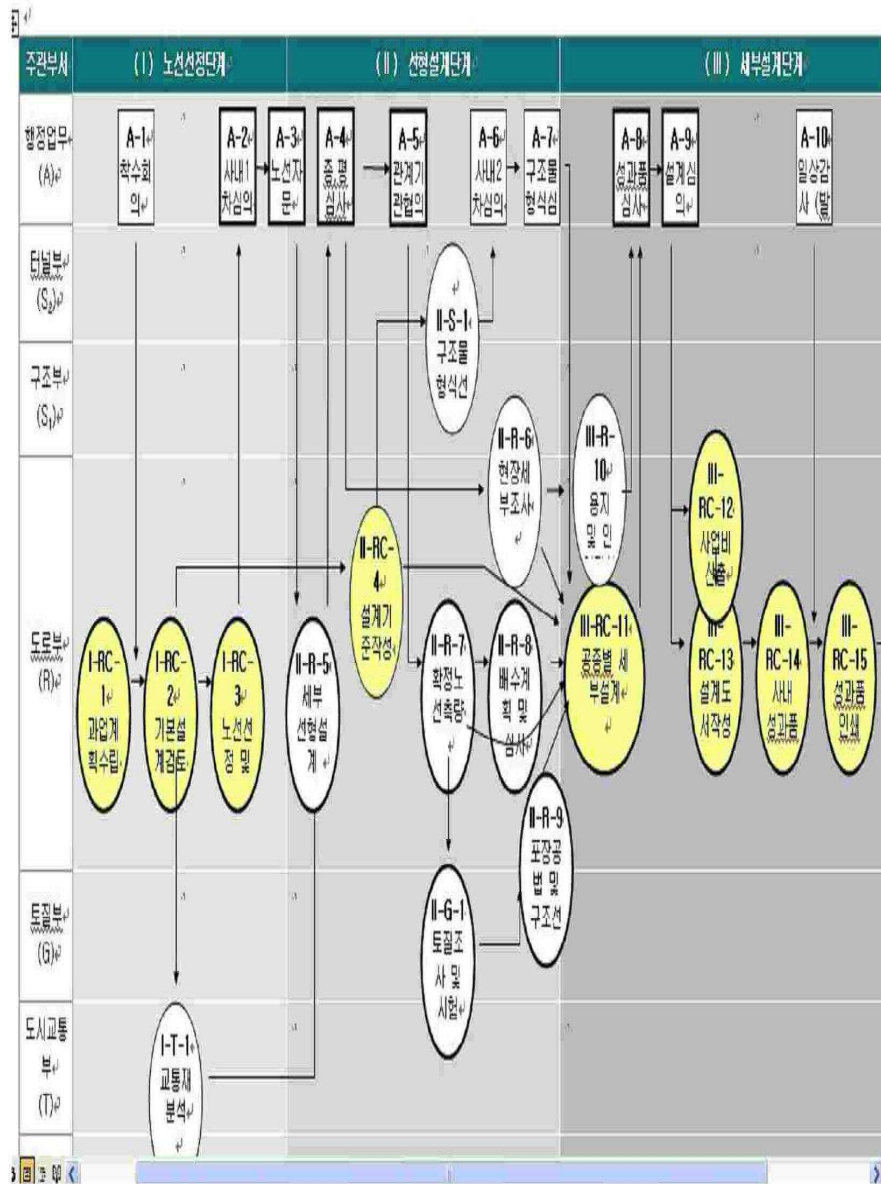 주관부서
(Ⅰ) 노선선정단계
(Ⅱ) 선형설계단계
(Ⅲ) 세부설계단계
행정업무
(A)
A-1
착수회
의
A-2
사내1
차심의
A-3
노선자
문
A-4
중평
심사
A-5
관계기
관협의
A-6
사내2
차심의
A-7
구조물
형식심
A-8
성과품
심사
A-9
설계심
의
A-10
일상감
사 (발
터널부
(S₂)
Ⅱ-S-1
구조물
형식선
구조부
(S₁)
도로부
(R)
Ⅱ-R-6
현장세
부조사
Ⅲ-R-
10
용지
및 인
Ⅲ-
RC-12
사업비
산출
Ⅱ-RC-
4
설계기
준작성
Ⅰ-RC-
1
과업계
획수립
Ⅰ-RC-
2
기본설
계검토
Ⅰ-RC-
3
노선선
정 및
Ⅱ-R-5
세부
선형설
계
Ⅱ-R-7
확정노
선측량
Ⅱ-R-8
배수계
획 및
심사
Ⅲ-RC-11
공종별 세
부설계
Ⅲ-
RC-13
설계도
서작성
Ⅲ-
RC-14
사내
성과품
Ⅲ-
RC-15
성과품
인쇄
Ⅱ-R-9
포장공
법 및
구조선
토질부
(G)
Ⅱ-G-1
토질조
사 및
시험
도시교통
부
(T)
Ⅰ-T-1
교통재
분석